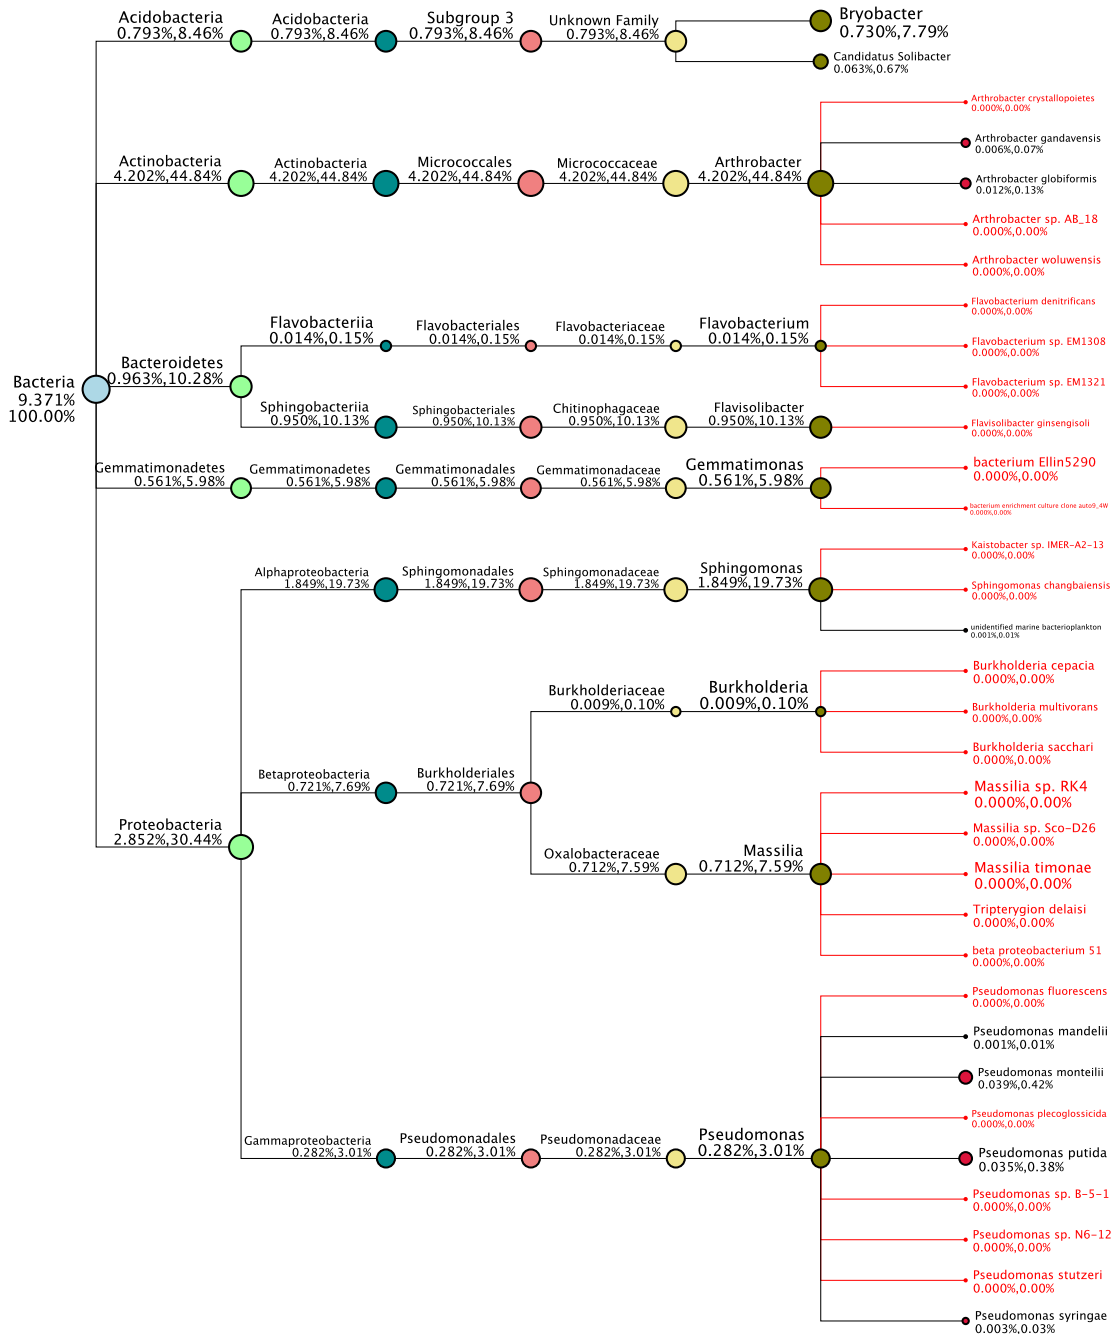 Acidobacteria
0.793%,8.46%
Acidobacteria
0.793%,8.46%
Subgroup 3
0.793%,8.46%
Unknown Family
0.793%,8.46%
Bryobacter
0.730%,7.79%
Candidatus Solibacter
0.063%,0.67%
Arthrobacter crystallopoietes
0.000%,0.00%
Arthrobacter gandavensis
0.006%,0.07%
Actinobacteria
4.202%,44.84%
Actinobacteria
4.202%,44.84%
Micrococcales
4.202%,44.84%
Micrococcaceae
4.202%,44.84%
Arthrobacter
4.202%,44.84%
Arthrobacter globiformis
0.012%,0.13%
Arthrobacter sp. AB_18
0.000%,0.00%
Arthrobacter woluwensis
0.000%,0.00%
Flavobacterium denitrificans
0.000%,0.00%
Flavobacteriia
0.014%,0.15%
Flavobacteriales
0.014%,0.15%
Flavobacteriaceae
0.014%,0.15%
Flavobacterium
0.014%,0.15%
Flavobacterium sp. EM1308
0.000%,0.00%
Bacteria
9.371%
100.00%
Bacteroidetes
0.963%,10.28%
Flavobacterium sp. EM1321
0.000%,0.00%
Sphingobacteriia
0.950%,10.13%
Sphingobacteriales
0.950%,10.13%
Chitinophagaceae
0.950%,10.13%
Flavisolibacter
0.950%,10.13%
Flavisolibacter ginsengisoli
0.000%,0.00%
Gemmatimonadetes
0.561%,5.98%
Gemmatimonadetes
0.561%,5.98%
Gemmatimonadales
0.561%,5.98%
Gemmatimonadaceae
0.561%,5.98%
Gemmatimonas
0.561%,5.98%
bacterium Ellin5290
0.000%,0.00%
bacterium enrichment culture clone auto9_4W
0.000%,0.00%
Kaistobacter sp. IMER-A2-13
0.000%,0.00%
Alphaproteobacteria
1.849%,19.73%
Sphingomonadales
1.849%,19.73%
Sphingomonadaceae
1.849%,19.73%
Sphingomonas
1.849%,19.73%
Sphingomonas changbaiensis
0.000%,0.00%
unidentified marine bacterioplankton
0.001%,0.01%
Burkholderia cepacia
0.000%,0.00%
Burkholderiaceae
0.009%,0.10%
Burkholderia
0.009%,0.10%
Burkholderia multivorans
0.000%,0.00%
Burkholderia sacchari
0.000%,0.00%
Betaproteobacteria
0.721%,7.69%
Burkholderiales
0.721%,7.69%
Massilia sp. RK4
0.000%,0.00%
Proteobacteria
2.852%,30.44%
Massilia sp. Sco-D26
0.000%,0.00%
Oxalobacteraceae
0.712%,7.59%
Massilia
0.712%,7.59%
Massilia timonae
0.000%,0.00%
Tripterygion delaisi
0.000%,0.00%
beta proteobacterium 51
0.000%,0.00%
Pseudomonas fluorescens
0.000%,0.00%
Pseudomonas mandelii
0.001%,0.01%
Pseudomonas monteilii
0.039%,0.42%
Pseudomonas plecoglossicida
0.000%,0.00%
Gammaproteobacteria
0.282%,3.01%
Pseudomonadales
0.282%,3.01%
Pseudomonadaceae
0.282%,3.01%
Pseudomonas
0.282%,3.01%
Pseudomonas putida
0.035%,0.38%
Pseudomonas sp. B-5-1
0.000%,0.00%
Pseudomonas sp. N6-12
0.000%,0.00%
Pseudomonas stutzeri
0.000%,0.00%
Pseudomonas syringae
0.003%,0.03%